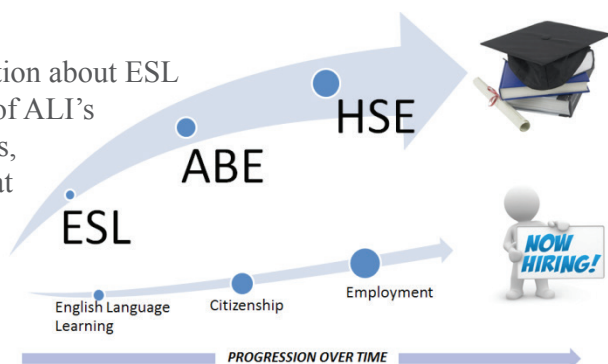 tion about ESL
of ALI's
s,
at
HSE
ABE
ESL
NOW
HIRING!
English Language
Learning
Citizenship
Employment
PROGRESSION OVER TIME